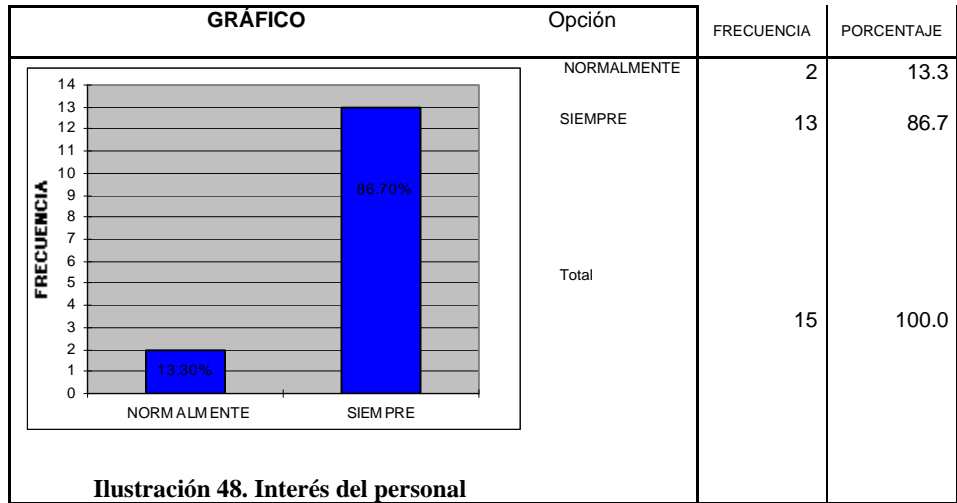 GRÁFICO Opción FRECUENCIA PORCENTAJE
NORMALMENTE 2 13.3
SIEMPRE 13 86.7
Total
15 100.0
FRECUENCIA
14
13
12
11
10
9
8
7
6
5
4
3
2
1
0
86.70%
13.30%
NORMALMENTE SIEMPRE
Ilustración 48. Interés del personal